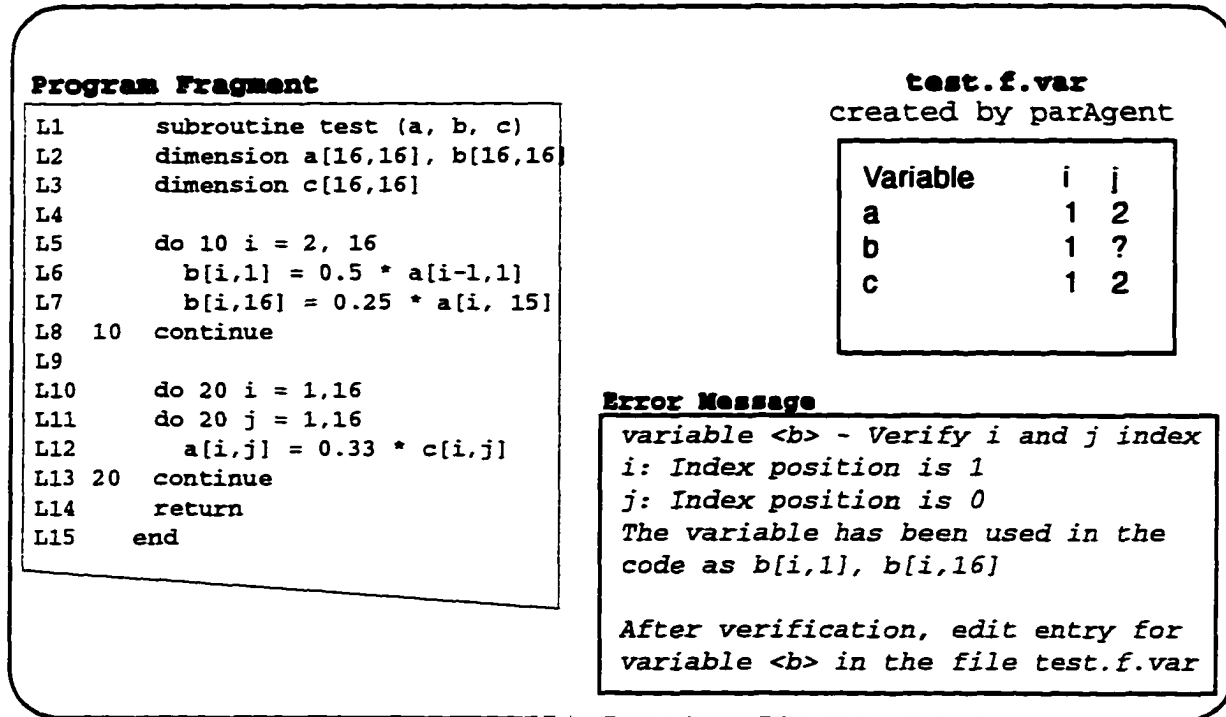 Program Fragment
L1 subroutine test (a, b, c)
L2 dimension a[16,16], b[16,16]
L3 dimension c[16,16]
L4
L5 do 10 i = 2, 16
L6 b[i,1] = 0.5 * a[i-1,1]
L7 b[i,16] = 0.25 * a[i, 15]
L8 10 continue
L9
L10 do 20 i = 1,16
L11 do 20 j = 1,16
L12 a[i,j] = 0.33 * c[i,j]
L13 20 continue
L14 return
L15 end
test.f.var
created by parAgent
Variable i j
a 1 2
b 1 ?
c 1 2
Error Message
variable <b> - Verify i and j index
i: Index position is 1
j: Index position is 0
The variable has been used in the
code as b[i,1], b[i,16]
After verification, edit entry for
variable <b> in the file test.f.var